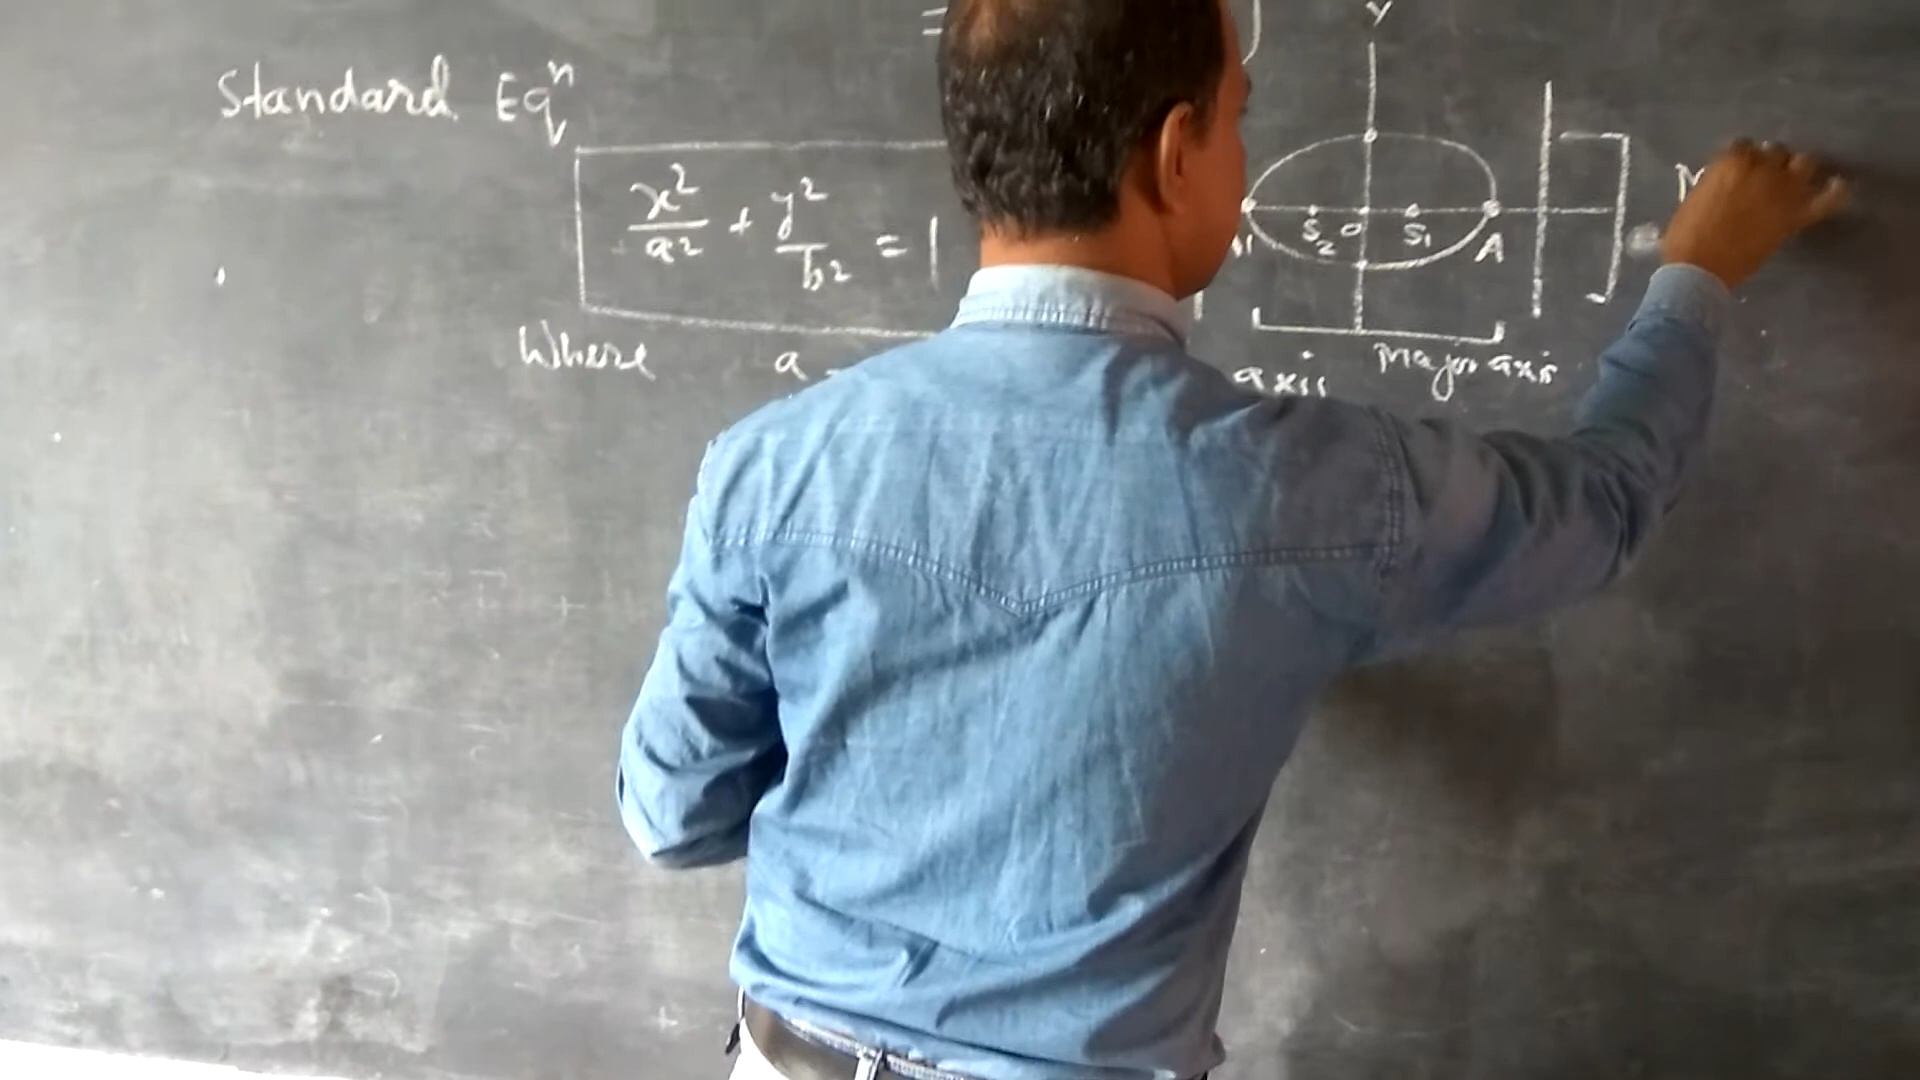 =
Standard Eqⁿ
x²/a² + y²/b² = 1
Where a
axis
Y
S₂ O S₁ A
Major axis